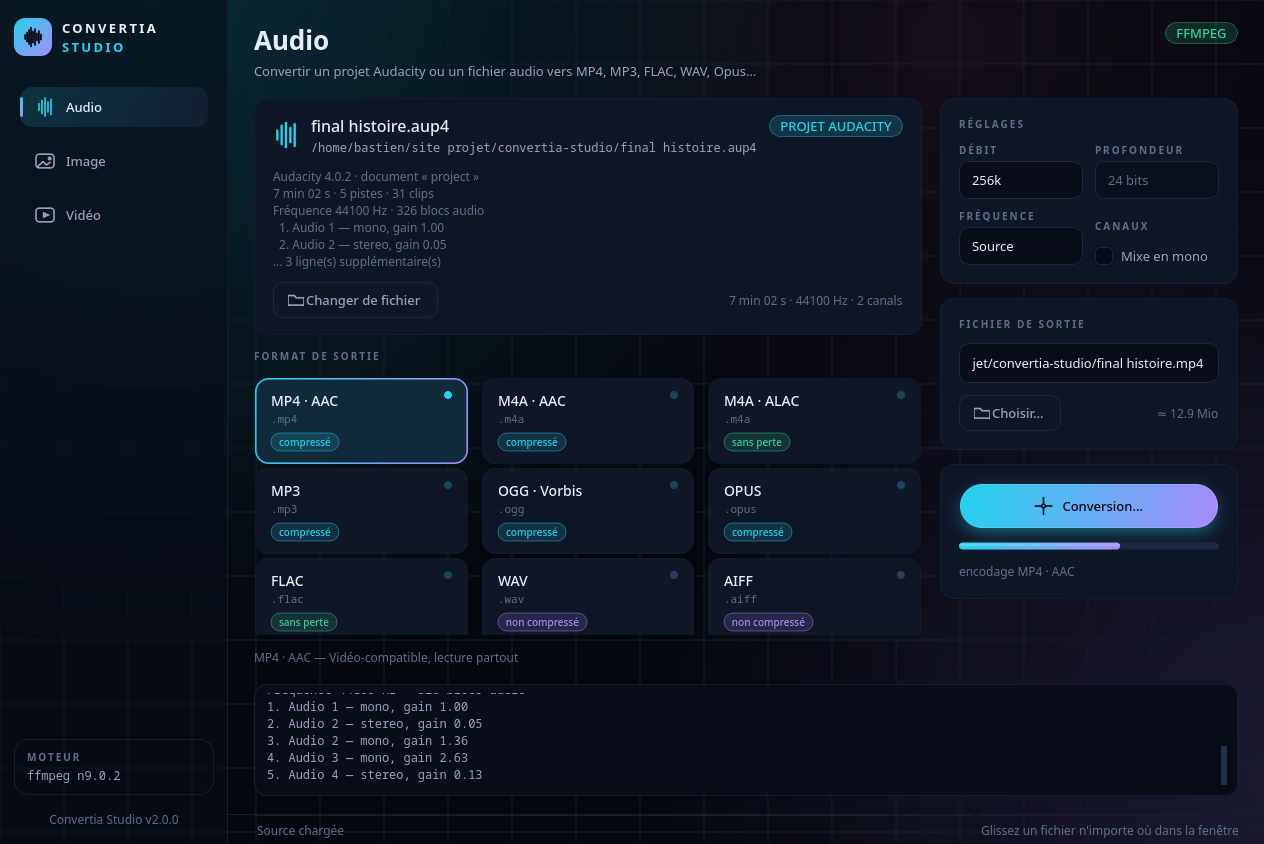 CONVERTIA
STUDIO
Audio
Image
Vidéo
MOTEUR
ffmpeg n9.0.2
Convertia Studio v2.0.0
Audio
FFMPEG
Convertir un projet Audacity ou un fichier audio vers MP4, MP3, FLAC, WAV, Opus...
final histoire.aup4
PROJET AUDACITY
/home/bastien/site projet/convertia-studio/final histoire.aup4
Audacity 4.0.2 · document « project »
7 min 02 s · 5 pistes · 31 clips
Fréquence 44100 Hz · 326 blocs audio
1. Audio 1 — mono, gain 1.00
2. Audio 2 — stereo, gain 0.05
... 3 ligne(s) supplémentaire(s)
Changer de fichier
7 min 02 s · 44100 Hz · 2 canals
FORMAT DE SORTIE
MP4 · AAC
.mp4
compressé
M4A · AAC
.m4a
compressé
M4A · ALAC
.m4a
sans perte
MP3
.mp3
compressé
OGG · Vorbis
.ogg
compressé
OPUS
.opus
compressé
FLAC
.flac
sans perte
WAV
.wav
non compressé
AIFF
.aiff
non compressé
MP4 · AAC — Vidéo-compatible, lecture partout
RÉGLAGES
DÉBIT
256k
PROFONDEUR
24 bits
FRÉQUENCE
Source
CANAUX
Mixe en mono
FICHIER DE SORTIE
jet/convertia-studio/final histoire.mp4
Choisir...
≈ 12.9 Mio
Conversion...
encodage MP4 · AAC
1. Audio 1 — mono, gain 1.00
2. Audio 2 — stereo, gain 0.05
3. Audio 2 — mono, gain 1.36
4. Audio 3 — mono, gain 2.63
5. Audio 4 — stereo, gain 0.13
Source chargée
Glissez un fichier n'importe où dans la fenêtre